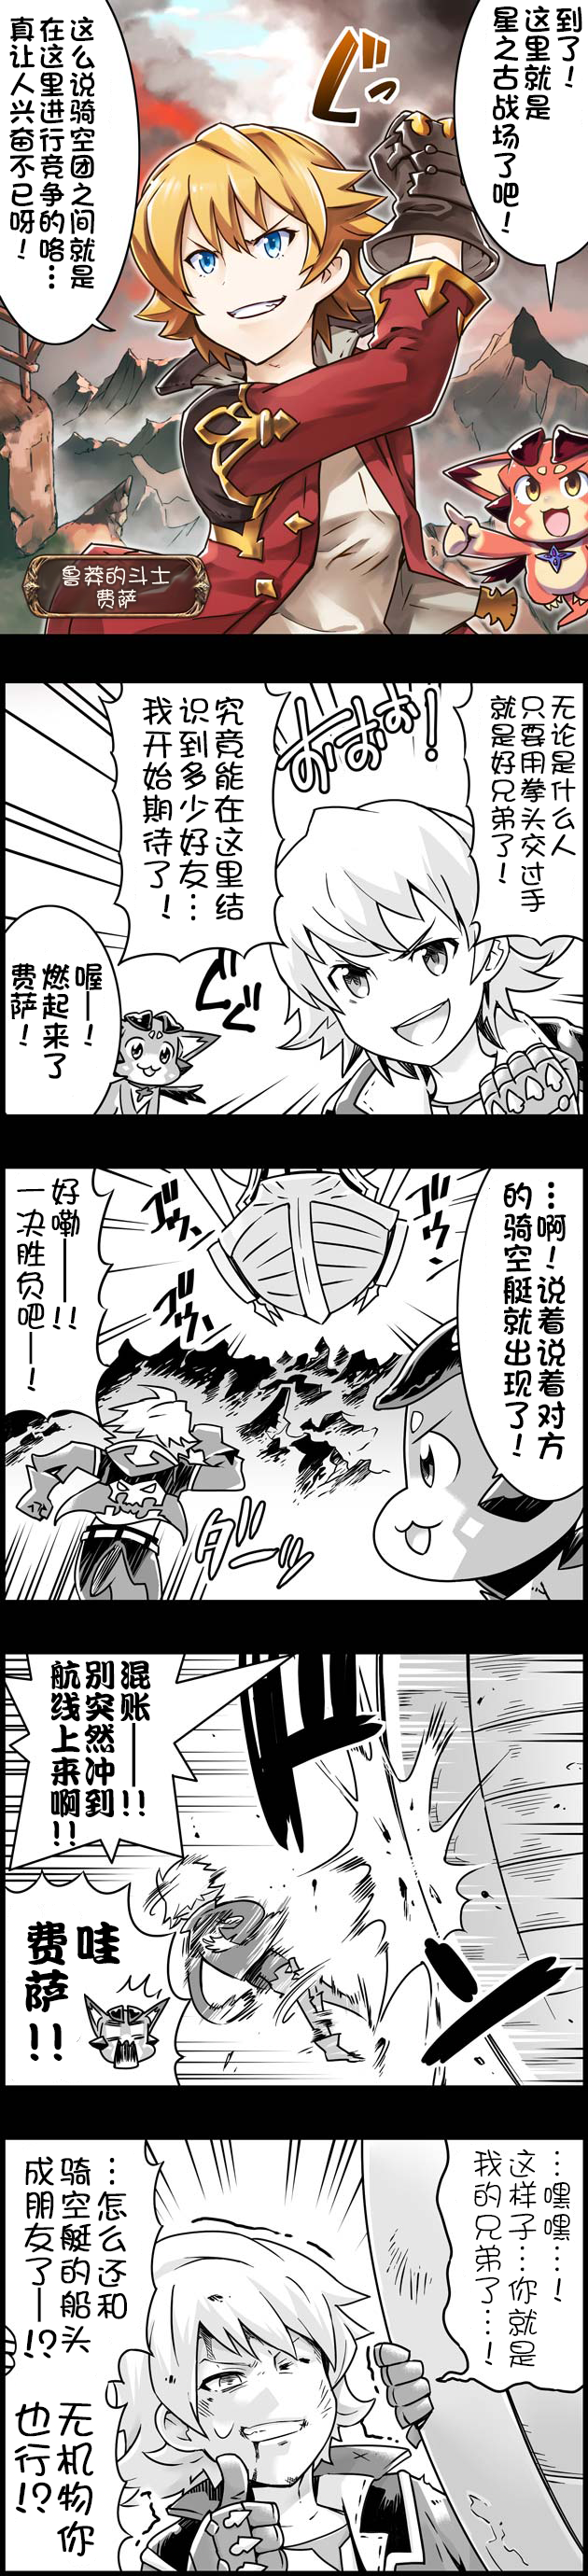 到了！
这里就是
星之古战场了吧！
ぐっ
这么说骑空团之间就是
在这里进行竞争的咯…
真让人兴奋不已呀！
鲁莽的斗士
费萨
无论是什么人
只要用拳头交过手
就是好兄弟了！
おおお！
究竟能在这里结
识到多少好友…
我开始期待了！
ぐぐっ
喔—！
燃起来了
费萨！
…啊！说着说着对方
的骑空艇就出现了！
ゴウン
ゴウン
好嘞——！！
一决胜负吧—！
ダーッ
混账——！！
别突然冲到
航线上来啊！！
ドン
哇
费萨！！
…嘿嘿…！
这样子…你就是
我的兄弟了…！
…怎么还和
骑空艇的船头
成朋友了—！？
无机物你
也行！？